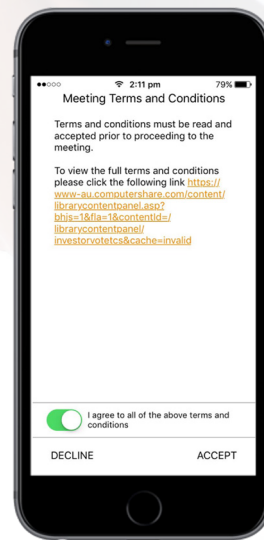 2:11 pm 79%
Meeting Terms and Conditions
Terms and conditions must be read and
accepted prior to proceeding to the
meeting.
To view the full terms and conditions
please click the following link https://
www-au.computershare.com/content/
librarycontentpanel.asp?
bhis=1&fla=1&contentId=/
librarycontentpanel/
investorvotetcs&cache=invalid
I agree to all of the above terms and
conditions
DECLINE ACCEPT